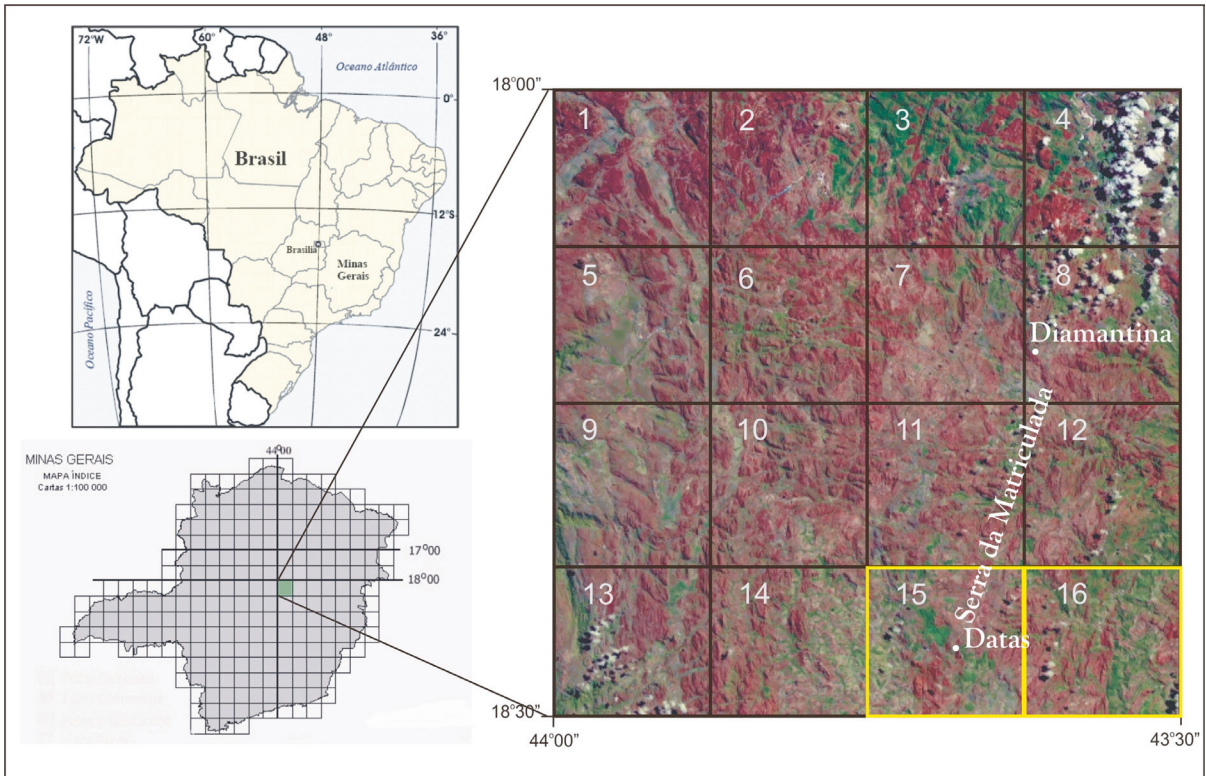 72°W
60°
48°
36°
Oceano Atlântico
0°
Brasil
12°S
Brasília
Minas
Gerais
Oceano Pacífico
24°
MINAS GERAIS
MAPA ÍNDICE
Cartas 1:100 000
44°00
17°00
18°00
18°00"
1
2
3
4
5
6
7
8
Diamantina
9
10
11
12
Serra da Matriculada
13
14
15
16
Datas
18°30"
44°00"
43°30"